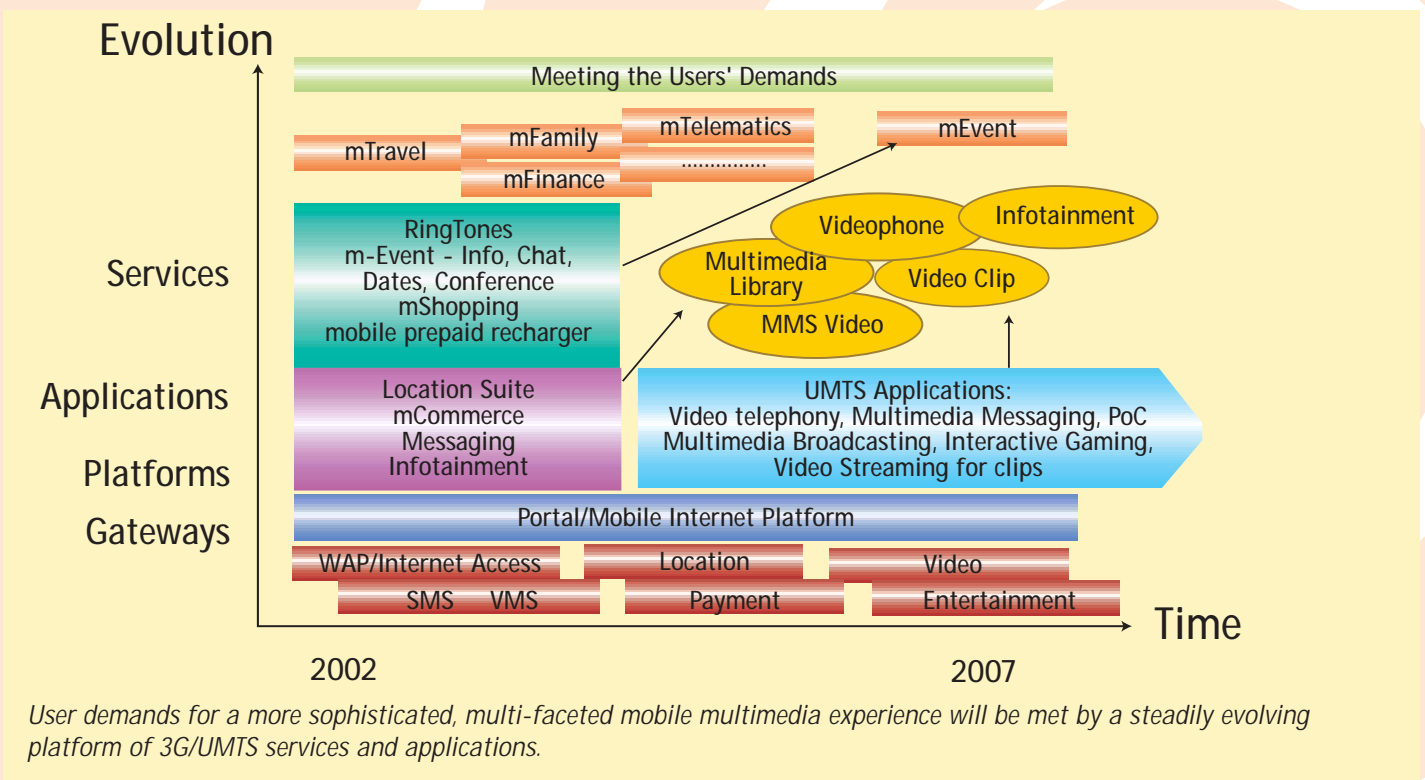 Evolution
Meeting the Users' Demands
mTravel
mFamily
mFinance
mTelematics
..............
mEvent
Services
RingTones
m-Event - Info, Chat,
Dates, Conference
mShopping
mobile prepaid recharger
Videophone
Infotainment
Multimedia
Library
Video Clip
MMS Video
Applications
Platforms
Location Suite
mCommerce
Messaging
Infotainment
UMTS Applications:
Video telephony, Multimedia Messaging, PoC
Multimedia Broadcasting, Interactive Gaming,
Video Streaming for clips
Gateways
Portal/Mobile Internet Platform
WAP/Internet Access
Location
Video
SMS VMS
Payment
Entertainment
Time
2002
2007
User demands for a more sophisticated, multi-faceted mobile multimedia experience will be met by a steadily evolving
platform of 3G/UMTS services and applications.